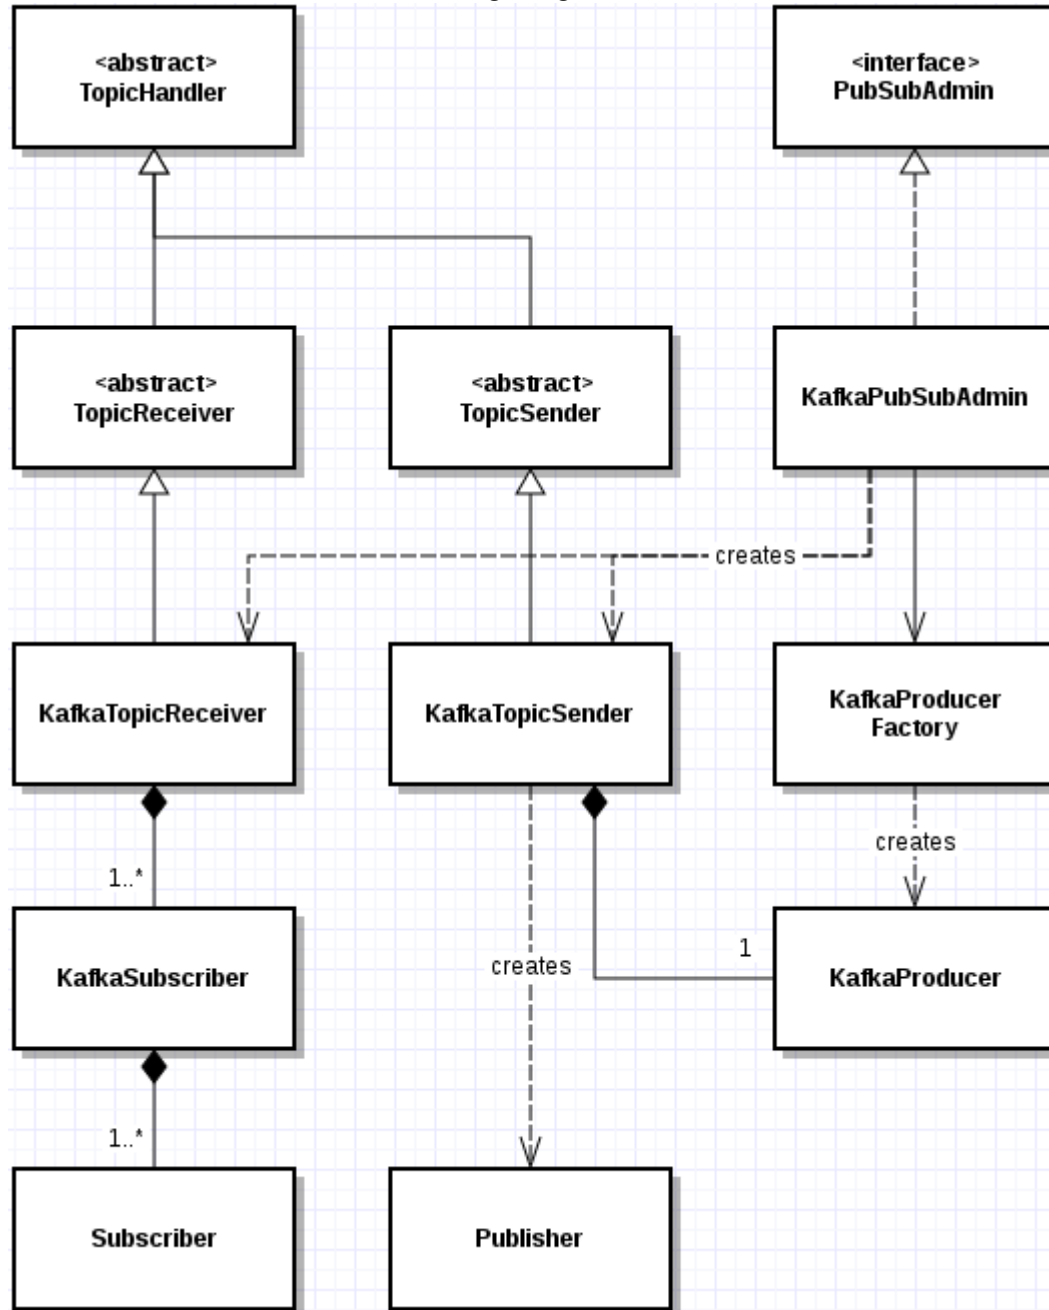 <abstract>
TopicHandler
<interface>
PubSubAdmin
<abstract>
TopicReceiver
<abstract>
TopicSender
KafkaPubSubAdmin
creates
KafkaTopicReceiver
KafkaTopicSender
KafkaProducer
Factory
creates
1..*
KafkaSubscriber
creates
1
KafkaProducer
1..*
Subscriber
Publisher